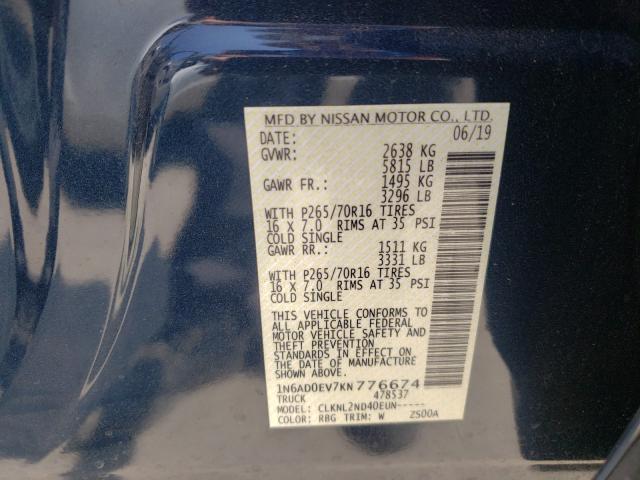 MFD BY NISSAN MOTOR CO., LTD.
DATE: 06/19
GVWR: 2638 KG
5815 LB
GAWR FR.: 1495 KG
3296 LB
WITH P265/70R16 TIRES
16 X 7.0 RIMS AT 35 PSI
COLD SINGLE
GAWR RR.: 1511 KG
3331 LB
WITH P265/70R16 TIRES
16 X 7.0 RIMS AT 35 PSI
COLD SINGLE
THIS VEHICLE CONFORMS TO
ALL APPLICABLE FEDERAL
MOTOR VEHICLE SAFETY AND
THEFT PREVENTION
STANDARDS IN EFFECT ON
THE DATE OF MFR. SHOWN
ABOVE.
1N6AD0EV7KN776674
TRUCK 478537
MODEL: CLKNL2ND40EUN-----
COLOR: RBG TRIM: W ZS00A